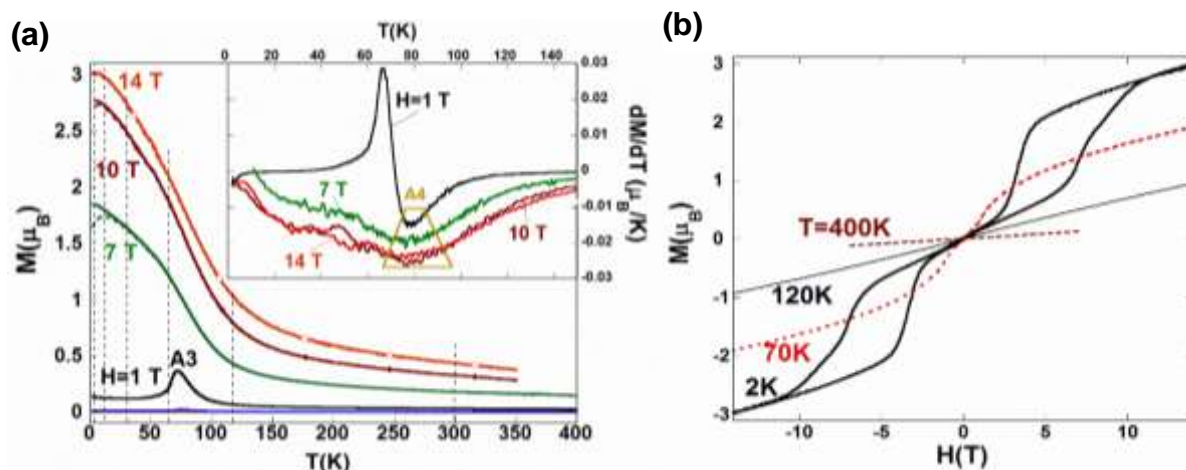 (a)
T(K)
0 20 40 60 80 100 120 140
0.03
0.02
0.01
0
-0.01
-0.02
-0.03
dM/dT (μB/K)
H=1 T
7 T
A4
10 T
14 T
3
2.5
2
1.5
1
0.5
0
M(μB)
14 T
10 T
7 T
H=1 T
A3
0 50 100 150 200 250 300 350 400
T(K)
(b)
3
2
1
0
-1
-2
-3
M(μB)
T=400K
120K
70K
2K
-10 -5 0 5 10
H(T)